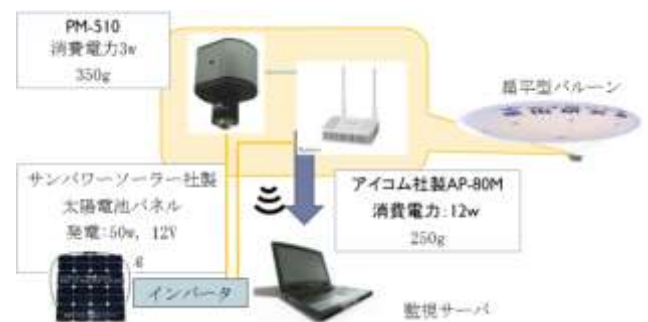 PM-510
消費電力3w
350g
扁平型バルーン
サンパワーソーラー社製
太陽電池パネル
発電:50w, 12V
g
インバータ
アイコム社製AP-80M
消費電力:12w
250g
監視サーバ